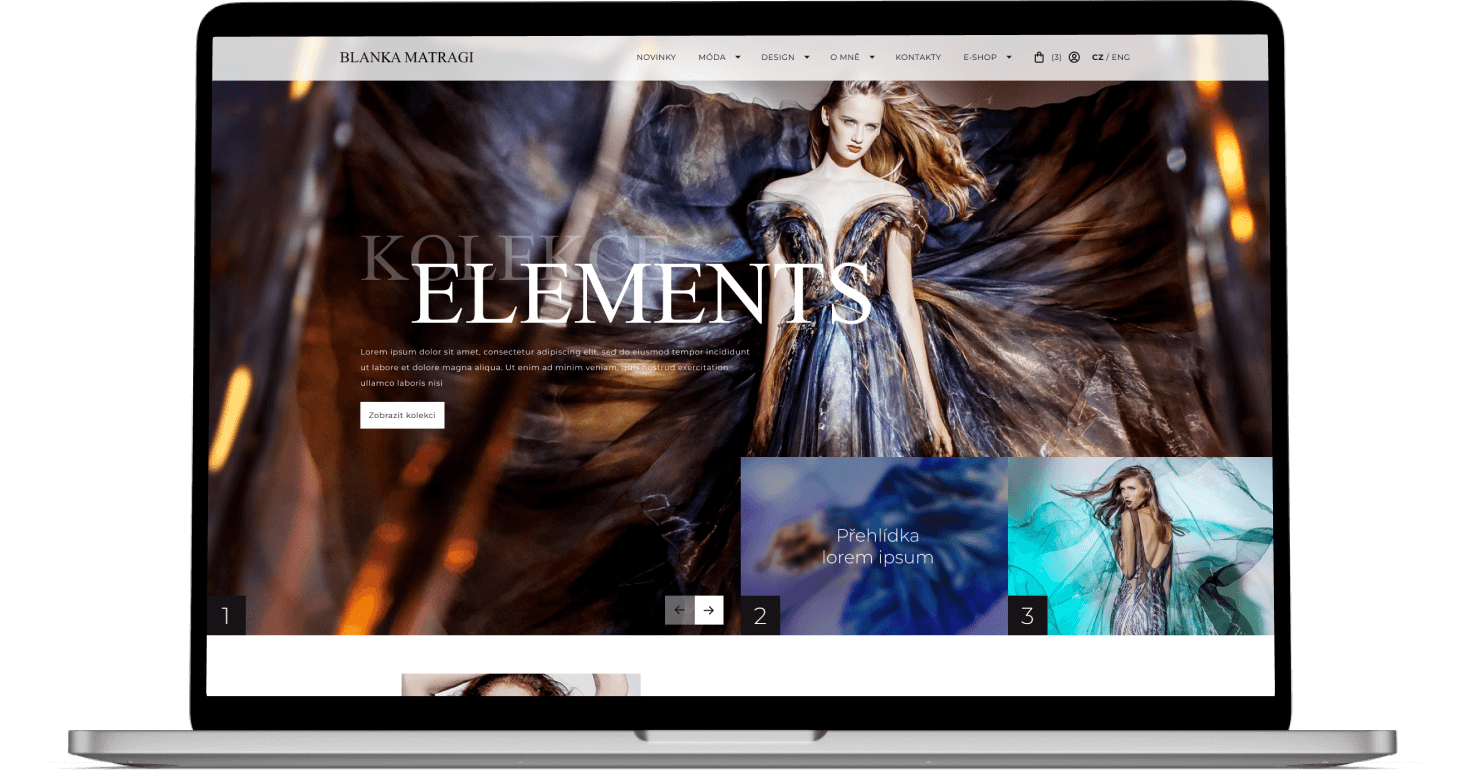 BLANKA MATRAGI
NOVINKY MÓDA DESIGN O MNĚ KONTAKTY E-SHOP (3) CZ / ENG
KOLEKCE
ELEMENTS
Lorem ipsum dolor sit amet, consectetur adipiscing elit, sed do eiusmod tempor incididunt
ut labore et dolore magna aliqua. Ut enim ad minim veniam, quis nostrud exercitation
ullamco laboris nisi
Zobrazit kolekci
Přehlídka
lorem ipsum
1
2
3